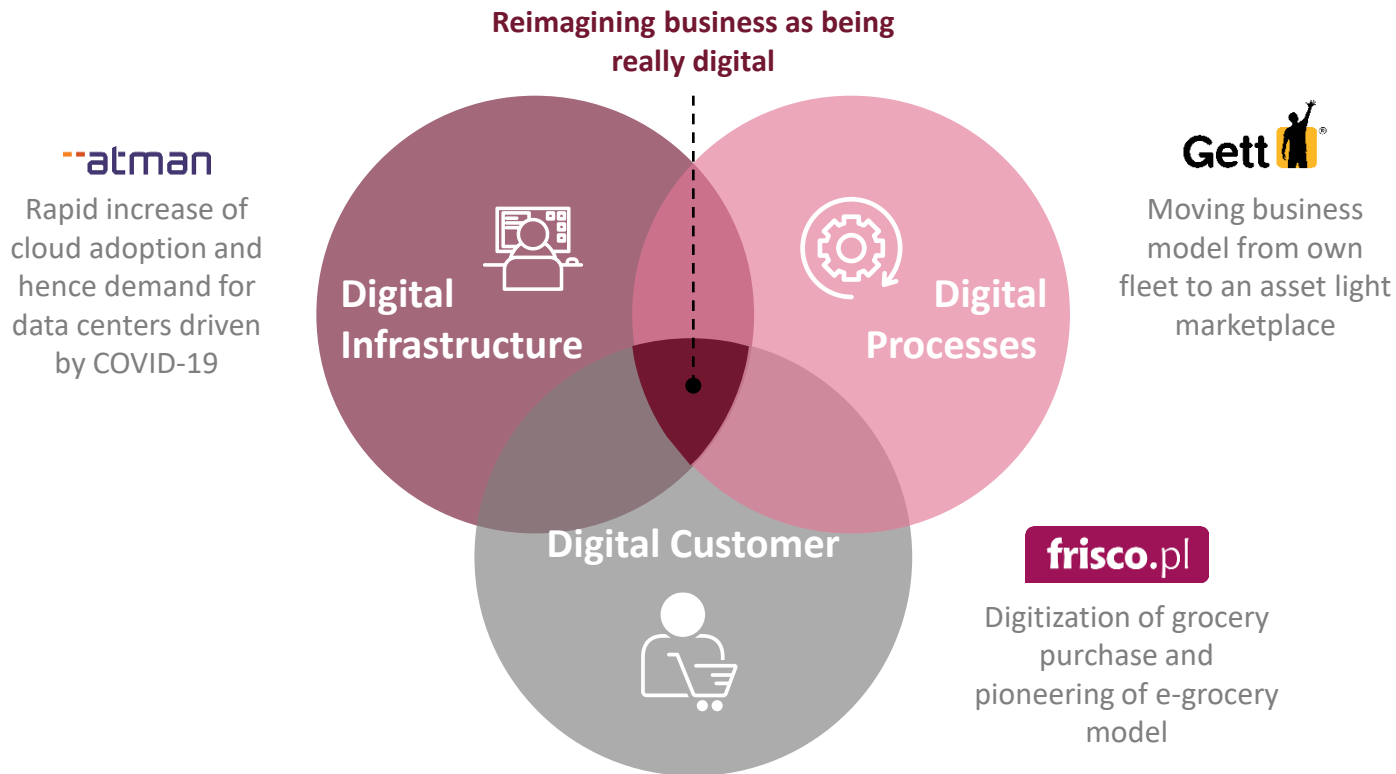 Reimagining business as being
really digital
atman
Rapid increase of
cloud adoption and
hence demand for
data centers driven
by COVID-19
Digital
Infrastructure
Digital
Processes
Gett®
Moving business
model from own
fleet to an asset light
marketplace
Digital Customer
frisco.pl
Digitization of grocery
purchase and
pioneering of e-grocery
model